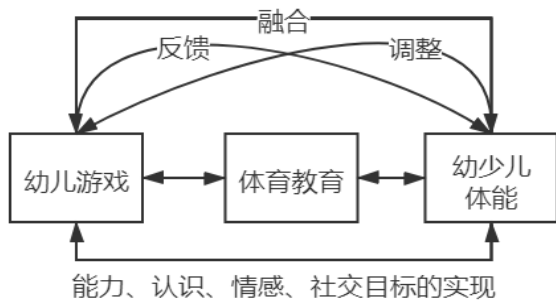 融合
反馈
调整
幼儿游戏
体育教育
幼少儿
体能
能力、认识、情感、社交目标的实现